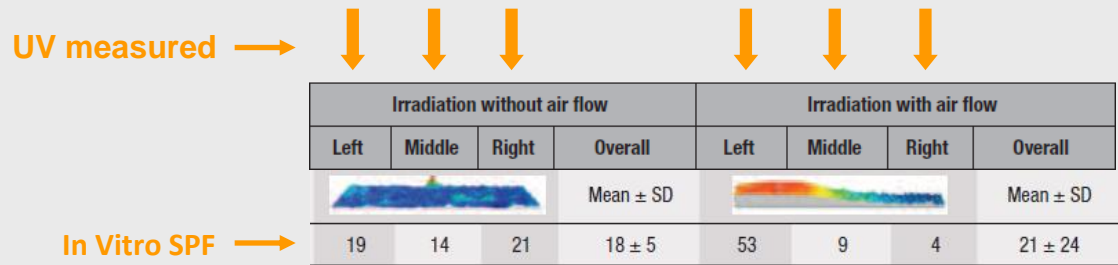 UV measured
Irradiation without air flow Irradiation with air flow
Left Middle Right Overall Left Middle Right Overall
Mean ± SD Mean ± SD
In Vitro SPF 19 14 21 18 ± 5 53 9 4 21 ± 24